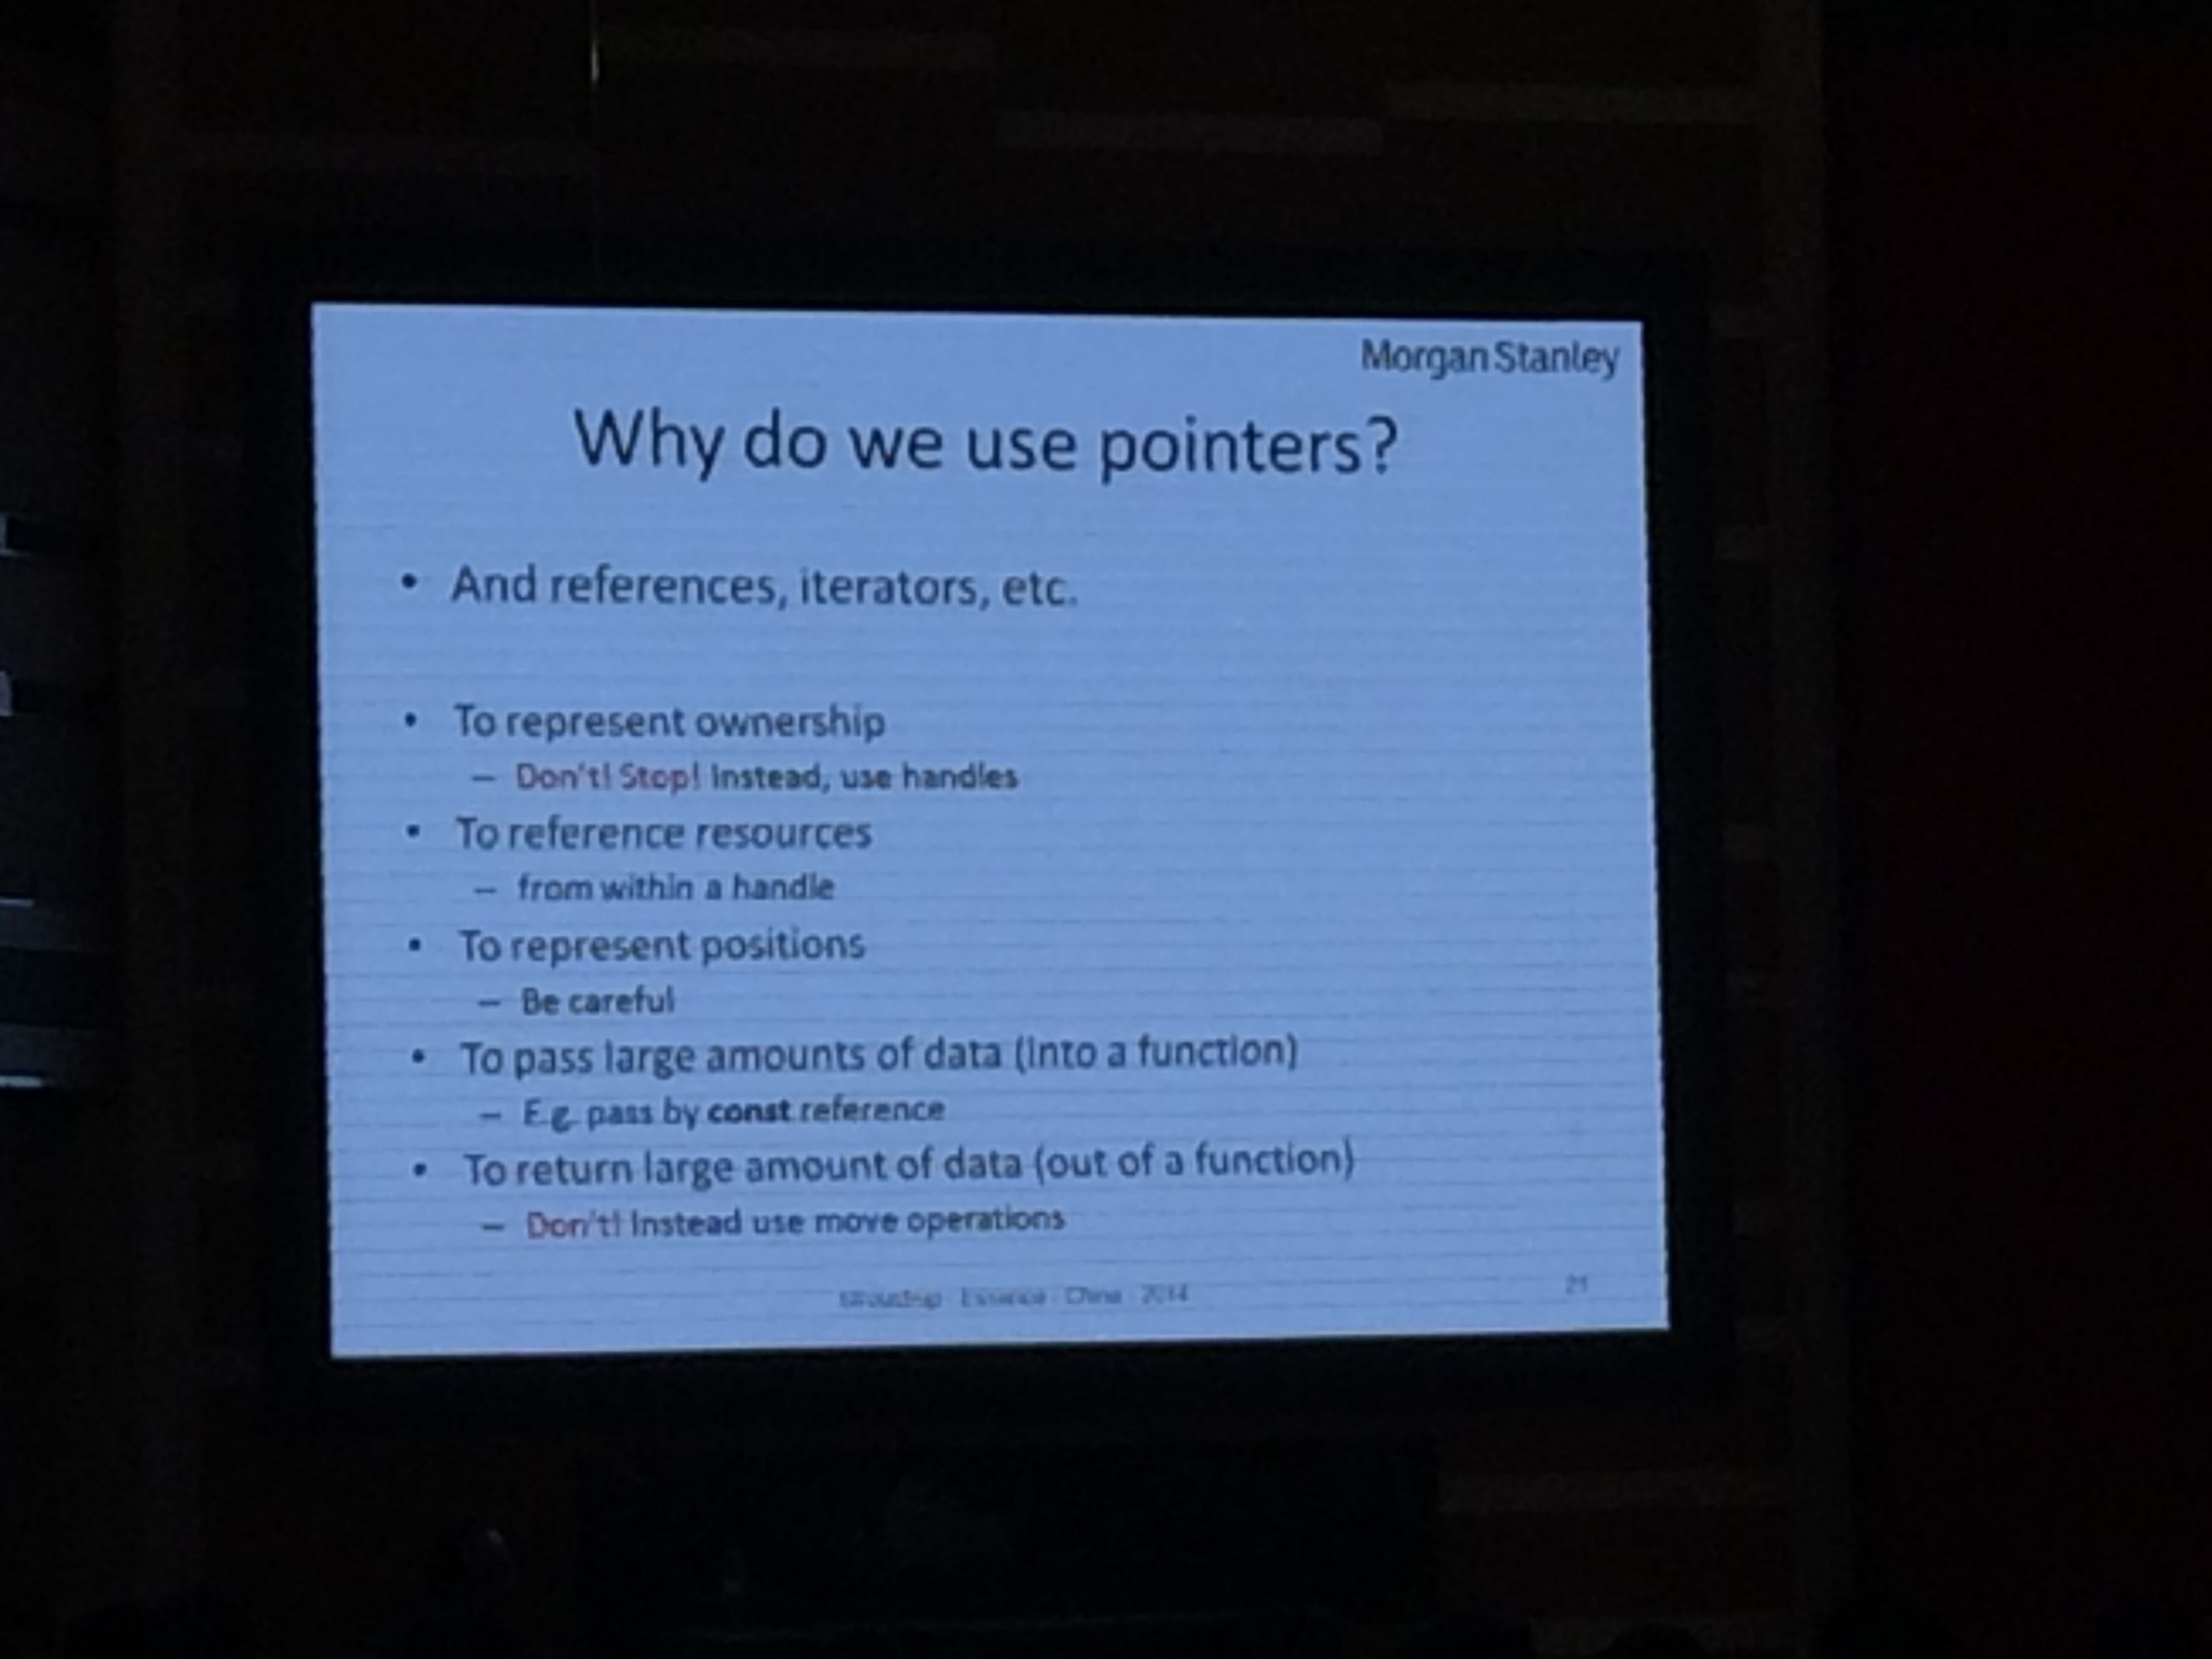 Morgan Stanley
Why do we use pointers?
• And references, iterators, etc.
• To represent ownership
– Don't! Stop! Instead, use handles
• To reference resources
– from within a handle
• To represent positions
– Be careful
• To pass large amounts of data (into a function)
– E.g. pass by const reference
• To return large amount of data (out of a function)
– Don't! Instead use move operations
Stroustrup - Essence - China - 2014
21